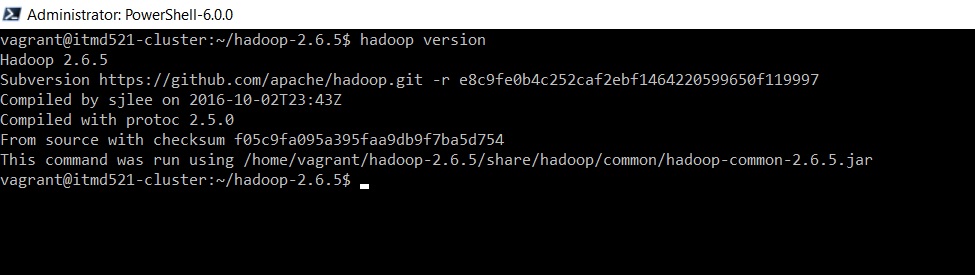 Administrator: PowerShell-6.0.0
vagrant@itmd521-cluster:~/hadoop-2.6.5$ hadoop version
Hadoop 2.6.5
Subversion https://github.com/apache/hadoop.git -r e8c9fe0b4c252caf2ebf1464220599650f119997
Compiled by sjlee on 2016-10-02T23:43Z
Compiled with protoc 2.5.0
From source with checksum f05c9fa095a395faa9db9f7ba5d754
This command was run using /home/vagrant/hadoop-2.6.5/share/hadoop/common/hadoop-common-2.6.5.jar
vagrant@itmd521-cluster:~/hadoop-2.6.5$